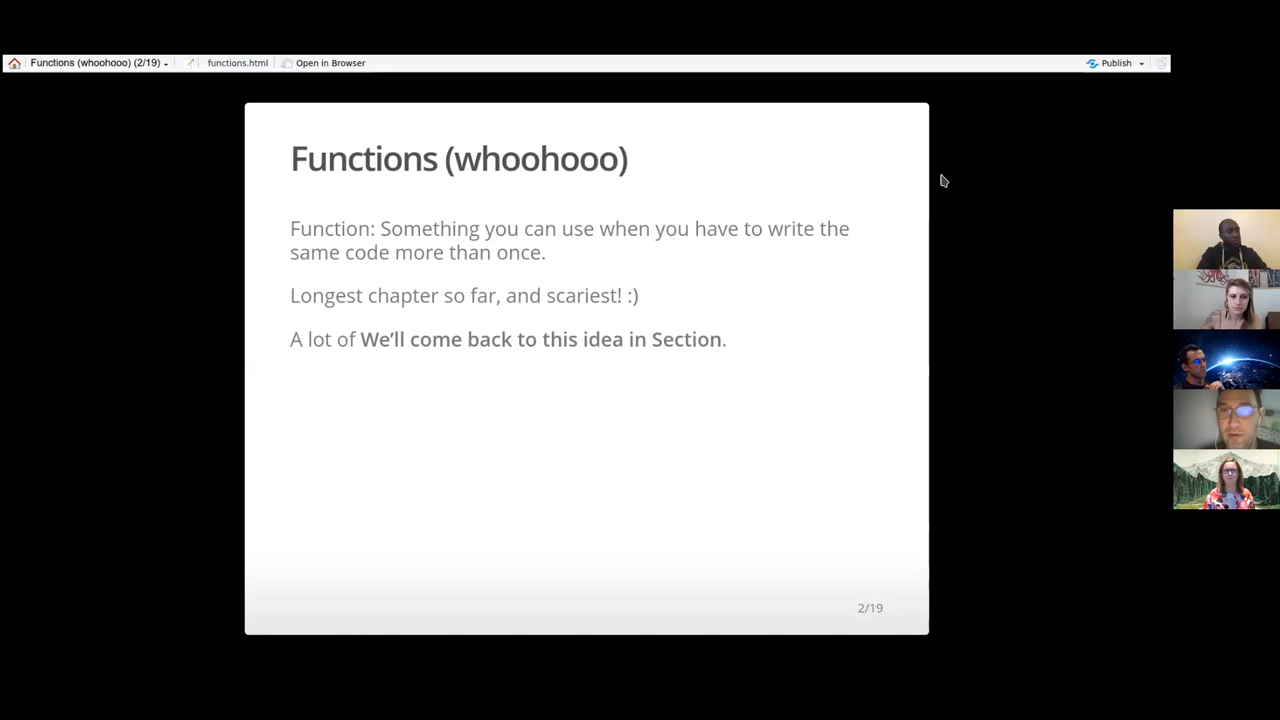 Functions (whoohooo) (2/19)
functions.html
Open in Browser
Publish
Functions (whoohooo)
Function: Something you can use when you have to write the
same code more than once.
Longest chapter so far, and scariest! :)
A lot of We’ll come back to this idea in Section.
2/19